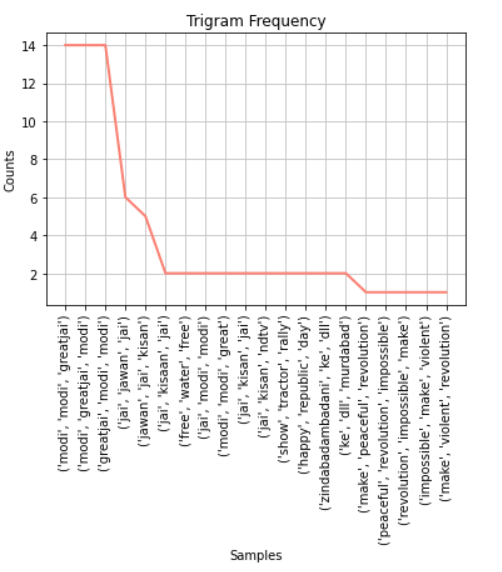 Trigram Frequency
14
12
10
8
6
4
2
Counts
('modi', 'modi', 'greatjai')
('modi', 'greatjai', 'modi')
('greatjai', 'modi', 'modi')
('jai', 'jawan', 'jai')
('jawan', 'jai', 'kisan')
('jai', 'kisaan', 'jai')
('free', 'water', 'free')
('jai', 'modi', 'modi')
('modi', 'modi', 'great')
('jai', 'kisan', 'jai')
('jai', 'kisan', 'ndtv')
('show', 'tractor', 'rally')
('happy', 'republic', 'day')
('zindabadambadani', 'ke', 'dll')
('ke', 'dll', 'murdabad')
('make', 'peaceful', 'revolution')
('peaceful', 'revolution', 'impossible')
('revolution', 'impossible', 'make')
('impossible', 'make', 'violent')
('make', 'violent', 'revolution')
Samples